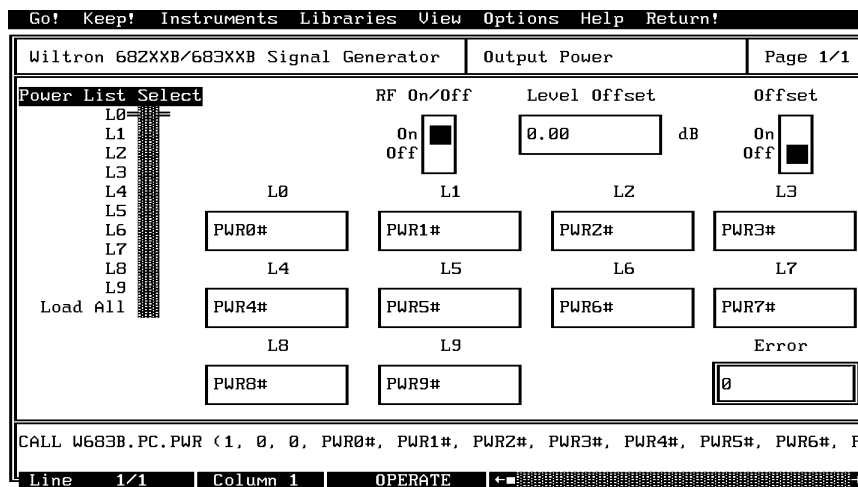 Go! Keep! Instruments Libraries View Options Help Return!
Wiltron 682XXB/683XXB Signal Generator Output Power Page 1/1
Power List Select RF On/Off Level Offset Offset
L0
L1 On 0.00 dB On
L2 Off Off
L3
L4 L0 L1 L2 L3
L5
L6 PWR0# PWR1# PWR2# PWR3#
L7
L8 L4 L5 L6 L7
L9
Load All PWR4# PWR5# PWR6# PWR7#
L8 L9 Error
PWR8# PWR9# 0
CALL W683B.PC.PWR (1, 0, 0, PWR0#, PWR1#, PWR2#, PWR3#, PWR4#, PWR5#, PWR6#,
Line 1/1 Column 1 OPERATE